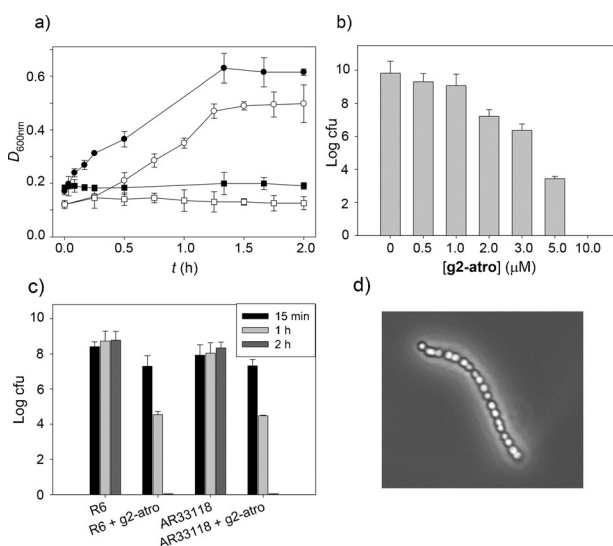 a)
0.6
0.4
0.2
0.0
D600nm
0.0 0.5 1.0 1.5 2.0
t (h)
b)
10
8
6
4
2
0
Log cfu
0 0.5 1.0 2.0 3.0 5.0 10.0
[g2-atro] (μM)
c)
8
6
4
2
0
Log cfu
15 min
1 h
2 h
R6
R6 + g2-atro
AR33118
AR33118 + g2-atro
d)